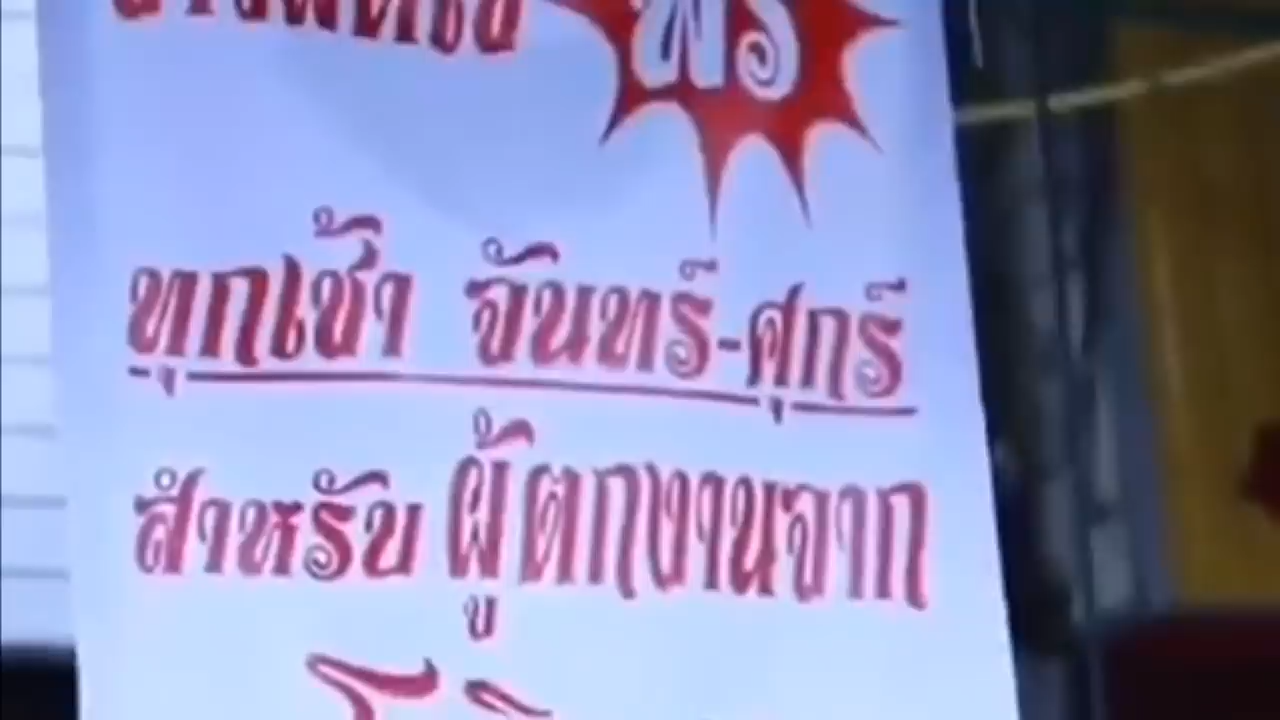 ฟรี
ทุกเช้า จันทร์-ศุกร์
สำหรับ ผู้ตกงานจาก